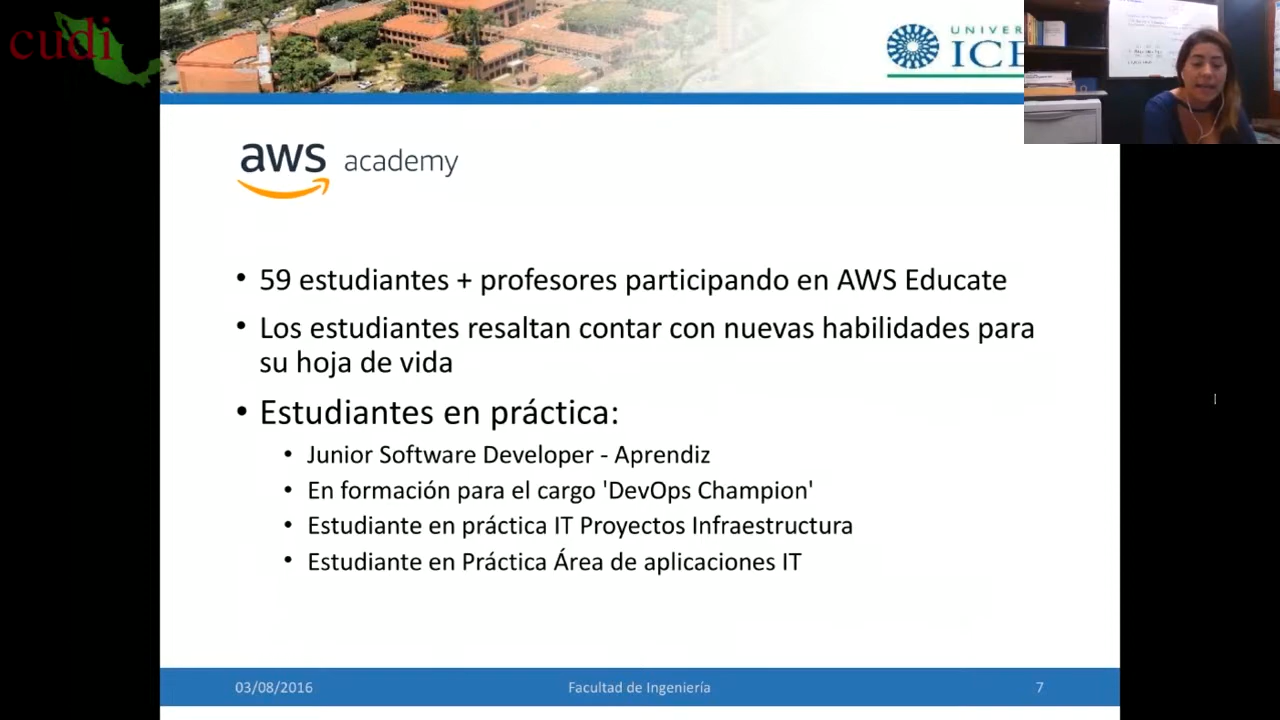 cudi
UNIVER
ICE
aws academy
• 59 estudiantes + profesores participando en AWS Educate
• Los estudiantes resaltan contar con nuevas habilidades para
su hoja de vida
• Estudiantes en práctica:
• Junior Software Developer - Aprendiz
• En formación para el cargo 'DevOps Champion'
• Estudiante en práctica IT Proyectos Infraestructura
• Estudiante en Práctica Área de aplicaciones IT
03/08/2016 Facultad de Ingeniería 7